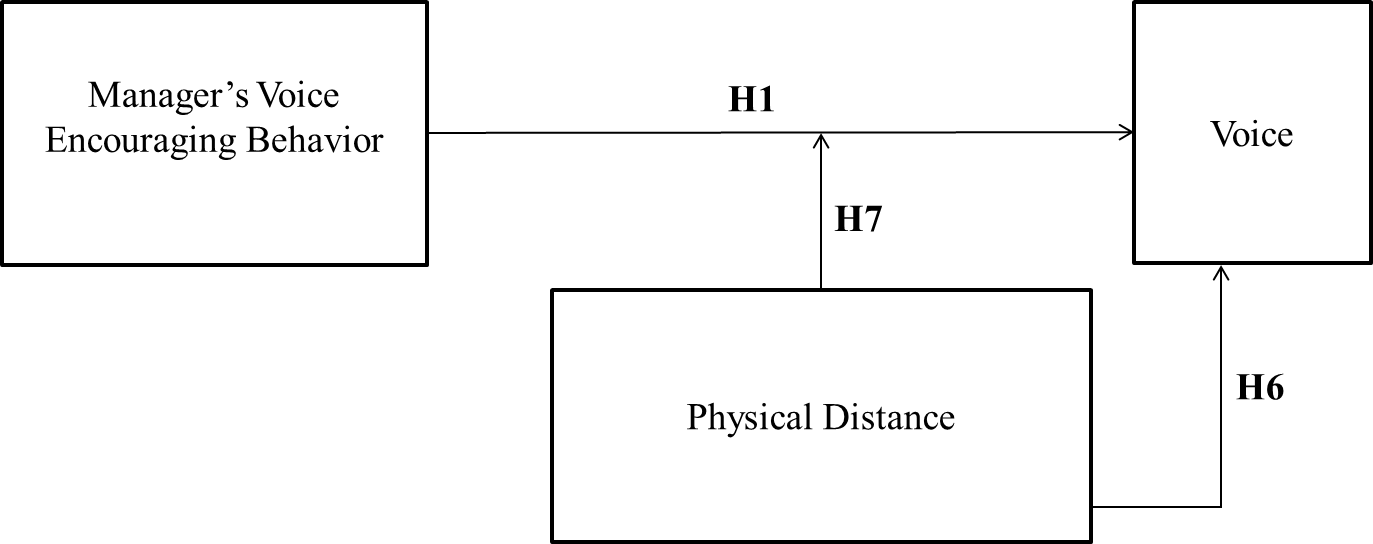 Manager’s Voice
Encouraging Behavior
H1
Voice
H7
Physical Distance
H6